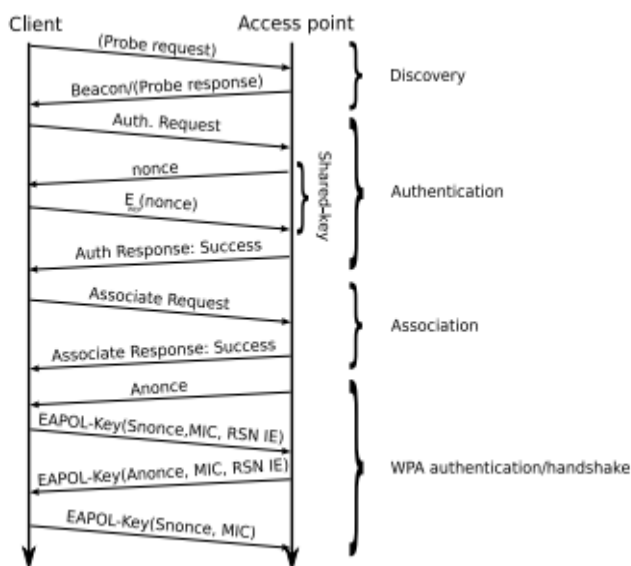 Client
Access point
(Probe request)
Beacon/(Probe response)
Discovery
Auth. Request
nonce
E (nonce)
Shared-key
Authentication
Auth Response: Success
Associate Request
Associate Response: Success
Association
Anonce
EAPOL-Key(Snonce,MIC, RSN IE)
EAPOL-Key(Anonce, MIC, RSN IE)
EAPOL-Key(Snonce, MIC)
WPA authentication/handshake